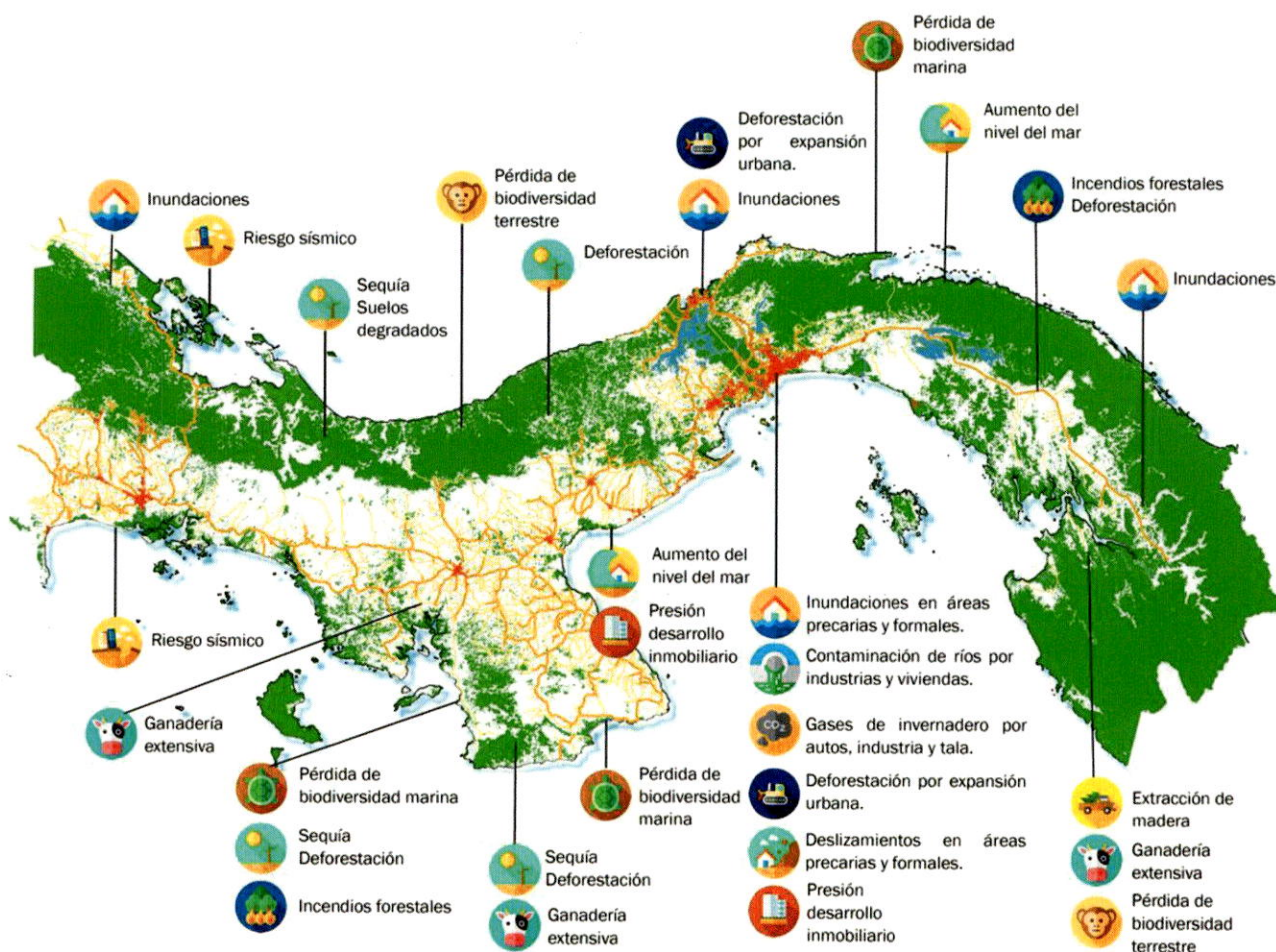 Pérdida de
biodiversidad
marina
Deforestación
por expansión
urbana.
Aumento del
nivel del mar
Inundaciones
Pérdida de
biodiversidad
terrestre
Inundaciones
Incendios forestales
Deforestación
Riesgo sísmico
Deforestación
Sequía
Suelos
degradados
Inundaciones
Aumento del
nivel del mar
Presión
desarrollo
inmobiliario
Riesgo sísmico
Ganadería
extensiva
Pérdida de
biodiversidad marina
Sequía
Deforestación
Incendios forestales
Pérdida de
biodiversidad
marina
Sequía
Deforestación
Ganadería
extensiva
Inundaciones en áreas
precarias y formales.
Contaminación de ríos por
industrias y viviendas.
CO2
Gases de invernadero por
autos, industria y tala.
Deforestación por expansión
urbana.
Deslizamientos en áreas
precarias y formales.
Presión
desarrollo
inmobiliario
Extracción de
madera
Ganadería
extensiva
Pérdida de
biodiversidad
terrestre